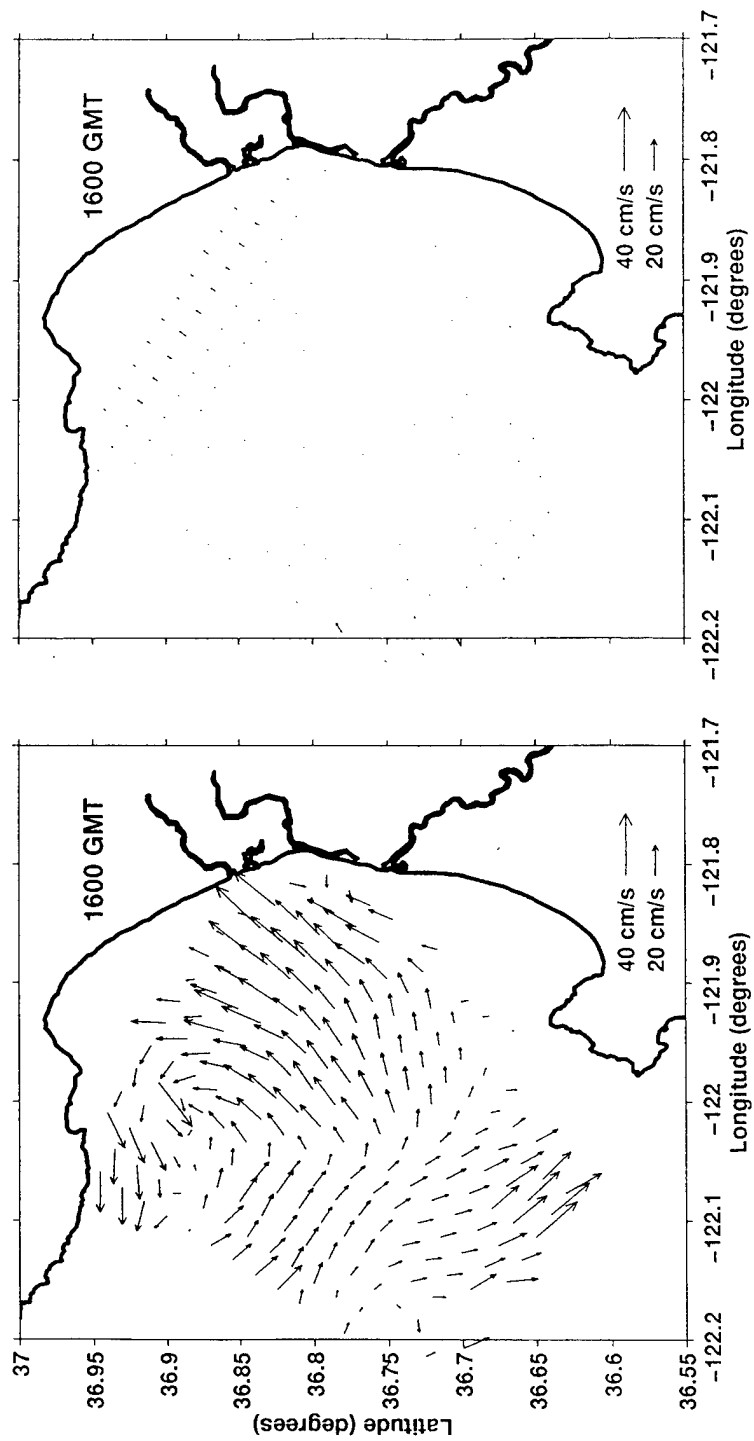 1600 GMT
40 cm/s
20 cm/s
37
36.95
36.9
36.85
36.8
36.75
36.7
36.65
36.6
36.55
Latitude (degrees)
-122.2
-122.1
-122
-121.9
-121.8
-121.7
Longitude (degrees)
1600 GMT
40 cm/s
20 cm/s
-122.2
-122.1
-122
-121.9
-121.8
-121.7
Longitude (degrees)